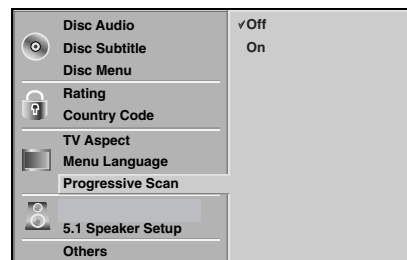 Disc Audio
Disc Subtitle
Disc Menu
Rating
Country Code
TV Aspect
Menu Language
Progressive Scan
5.1 Speaker Setup
Others
✓Off
On